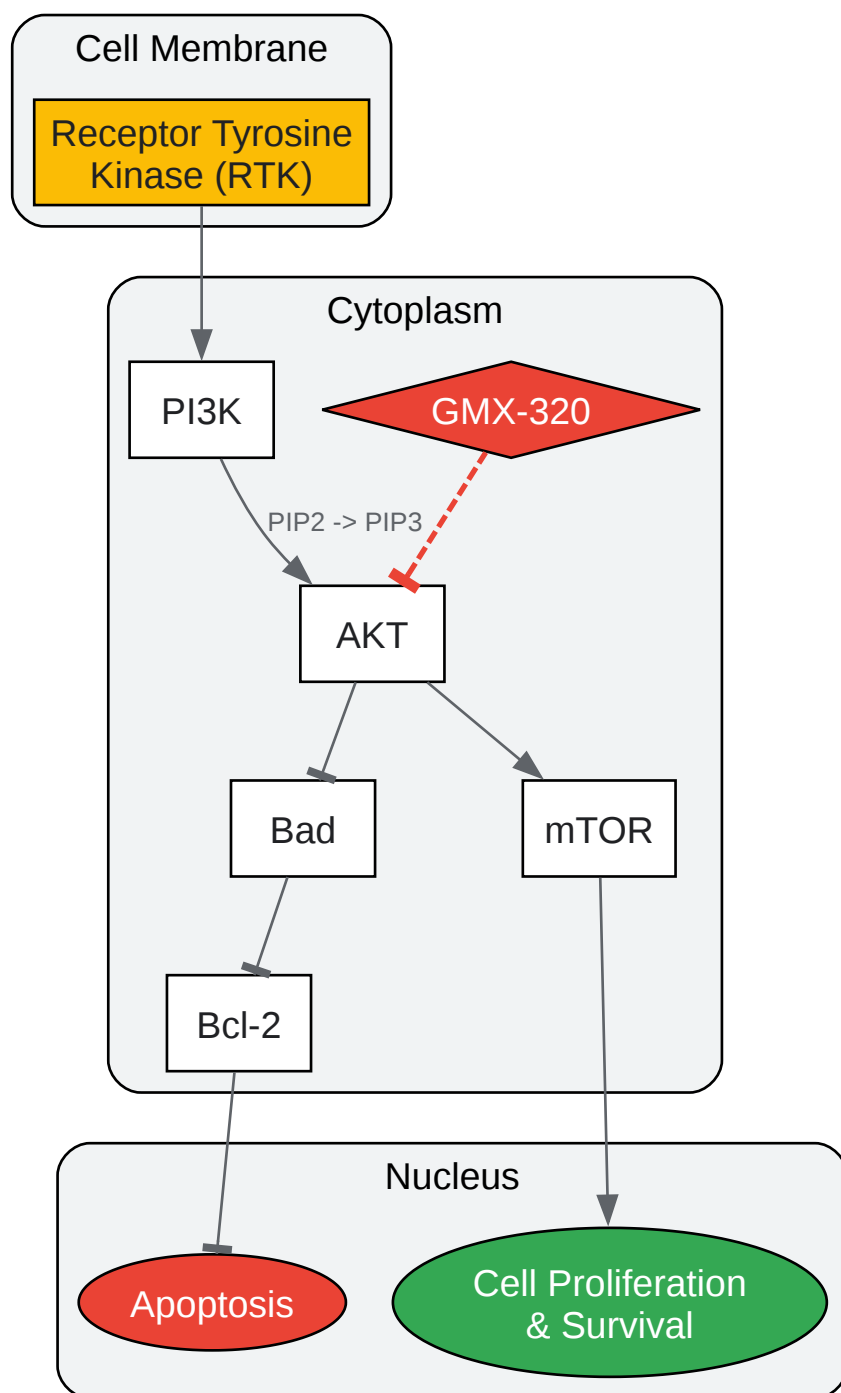 Cell Membrane
Receptor Tyrosine
Kinase (RTK)
Cytoplasm
PI3K
GMX-320
PIP2 -> PIP3
AKT
Bad
mTOR
Bcl-2
Nucleus
Apoptosis
Cell Proliferation
& Survival